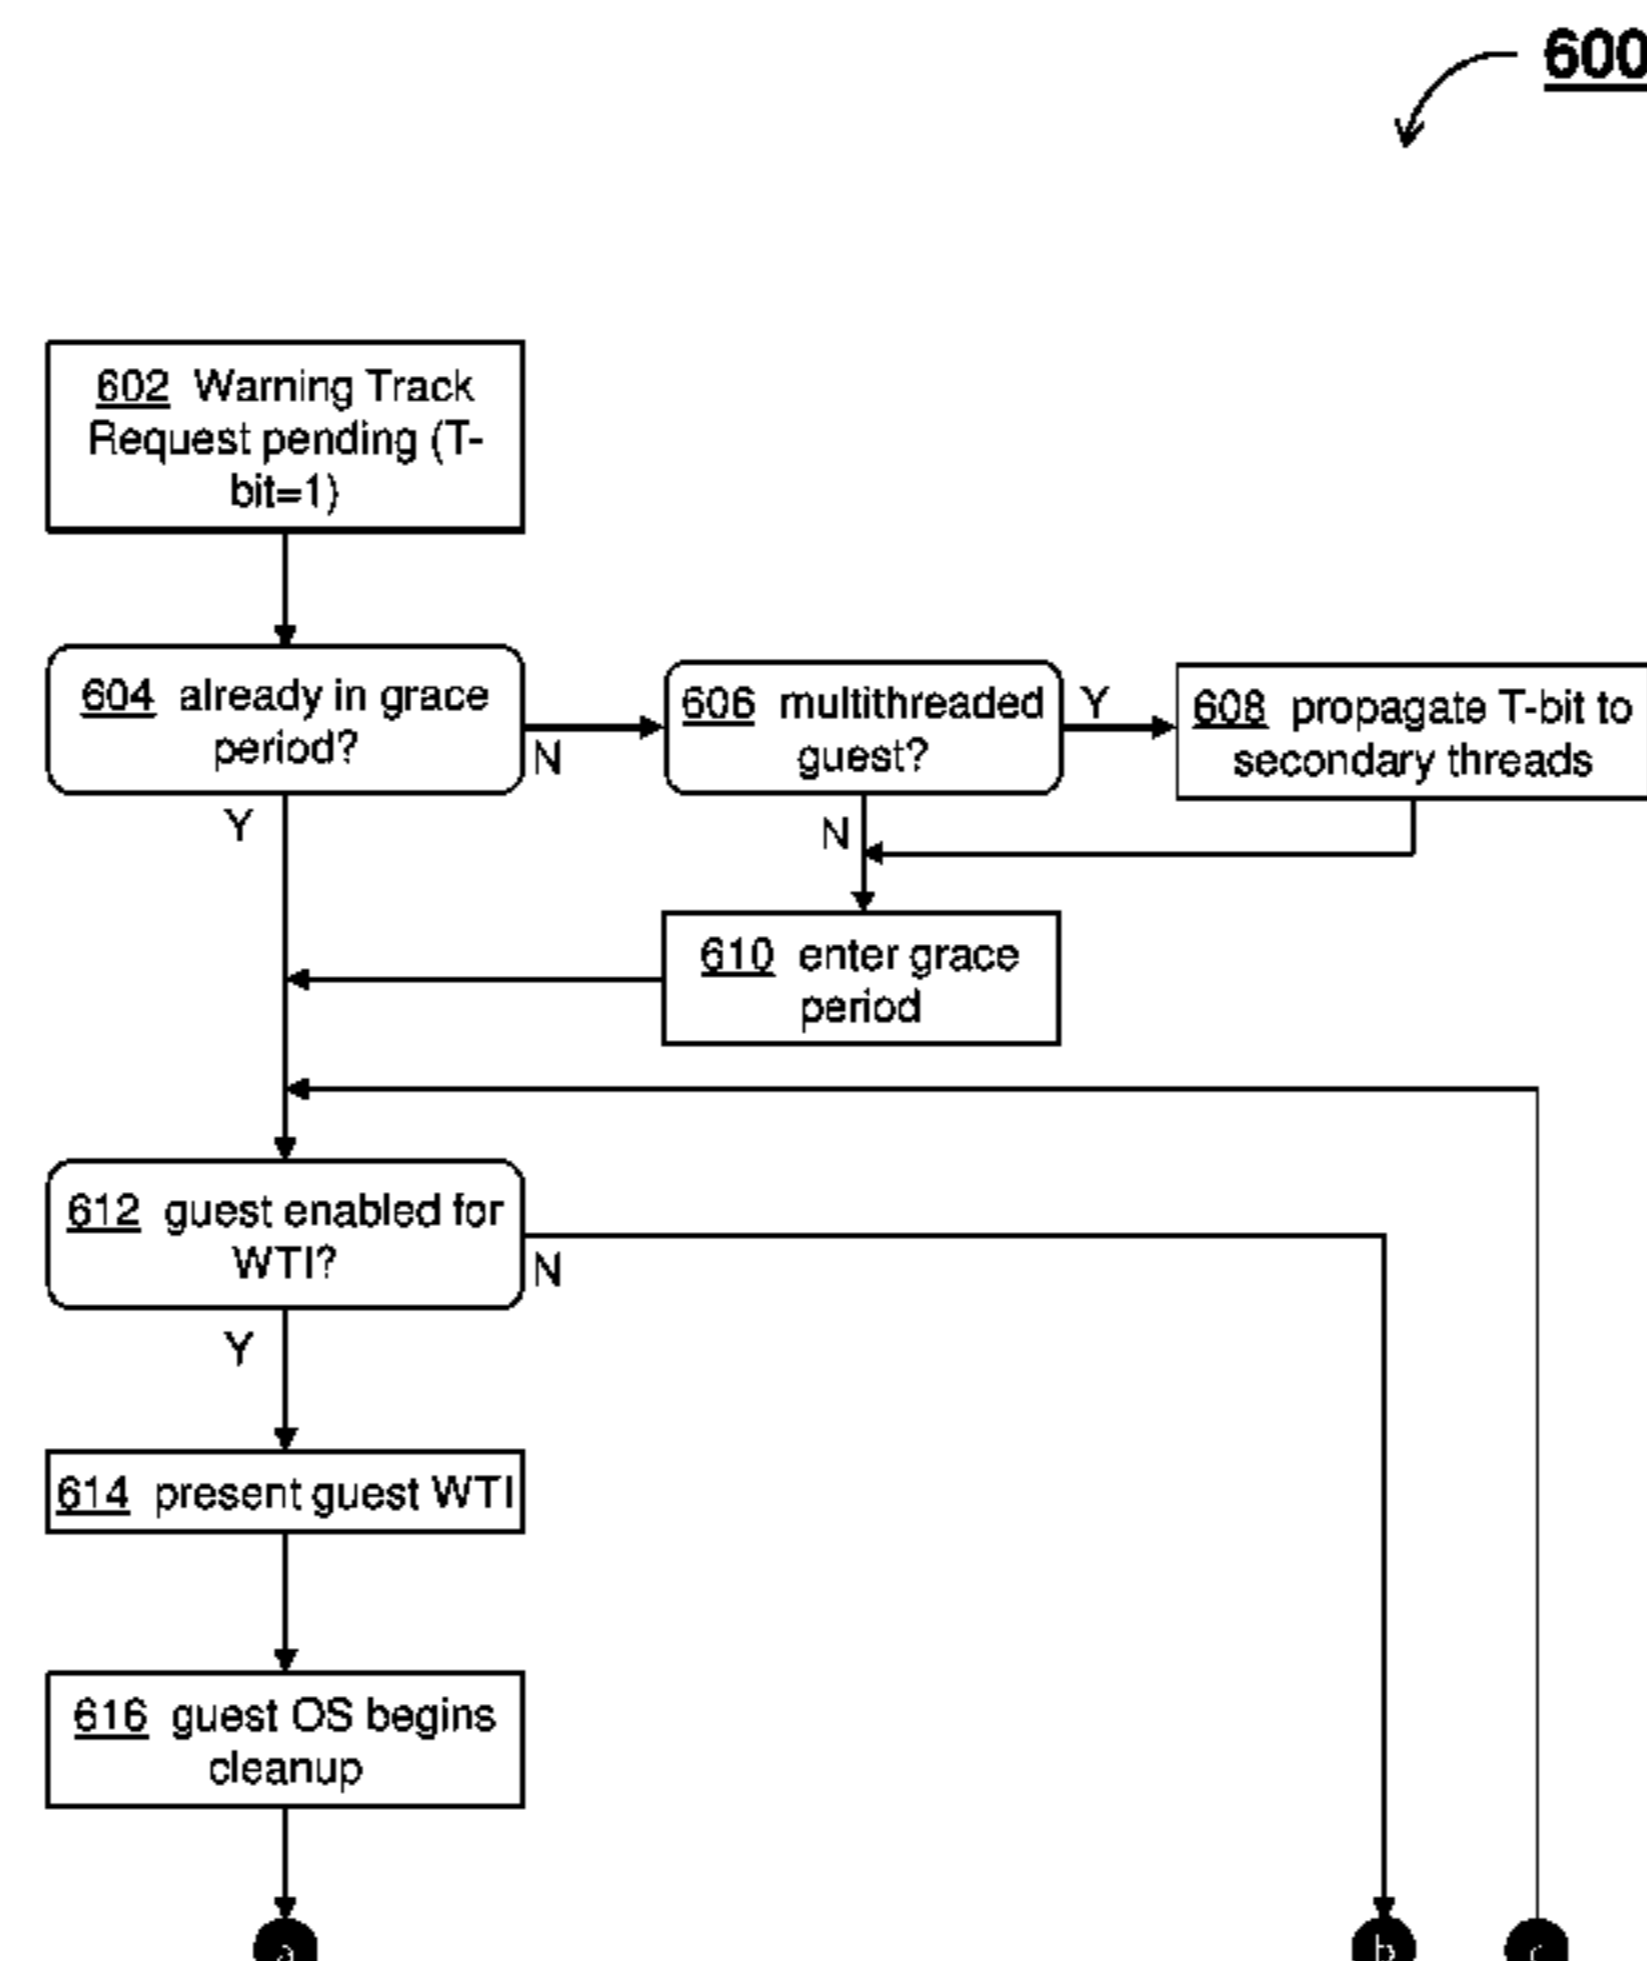 600
602 Warning Track
Request pending (T-
bit=1)
604 already in grace
period?
N
Y
606 multithreaded
guest?
Y
N
608 propagate T-bit to
secondary threads
610 enter grace
period
612 guest enabled for
WTI?
N
Y
614 present guest WTI
616 guest OS begins
cleanup
a
b